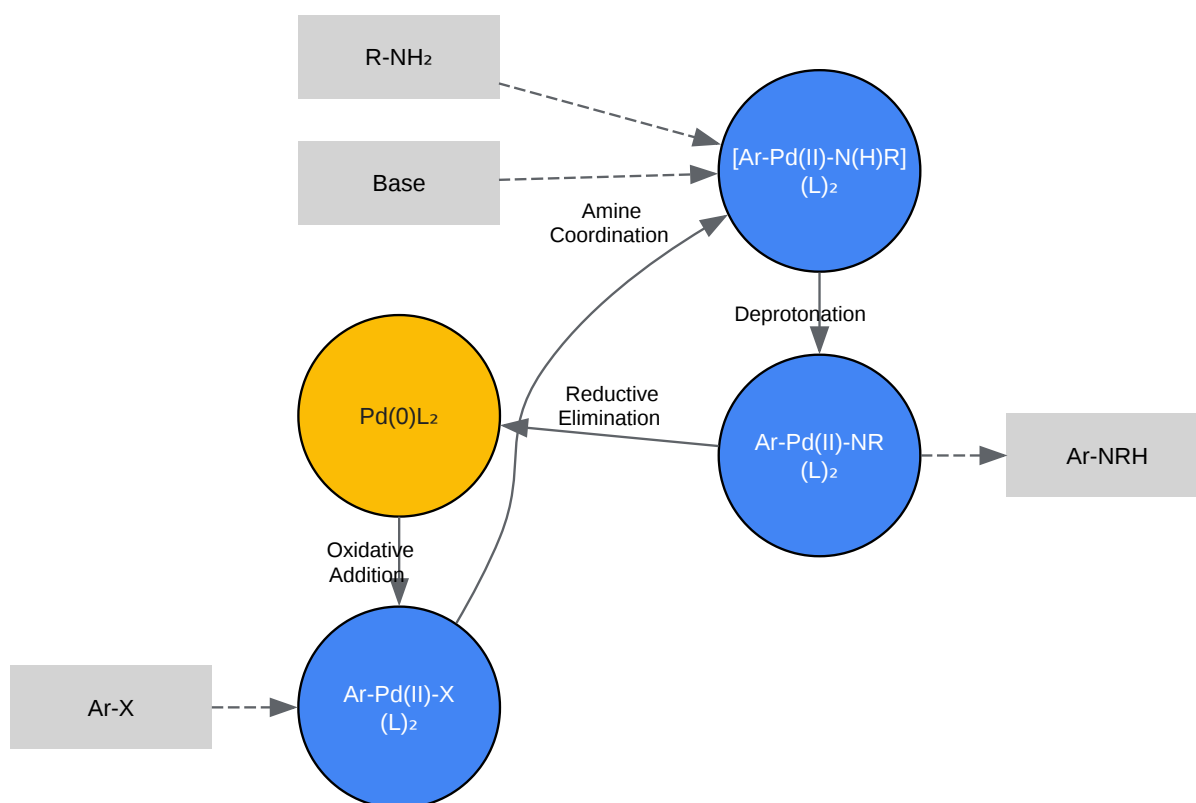 R-NH₂
Base
[Ar-Pd(II)-N(H)R]
(L)₂
Amine
Coordination
Deprotonation
Pd(0)L₂
Reductive
Elimination
Ar-Pd(II)-NR
(L)₂
Ar-NRH
Oxidative
Addition
Ar-X
Ar-Pd(II)-X
(L)₂